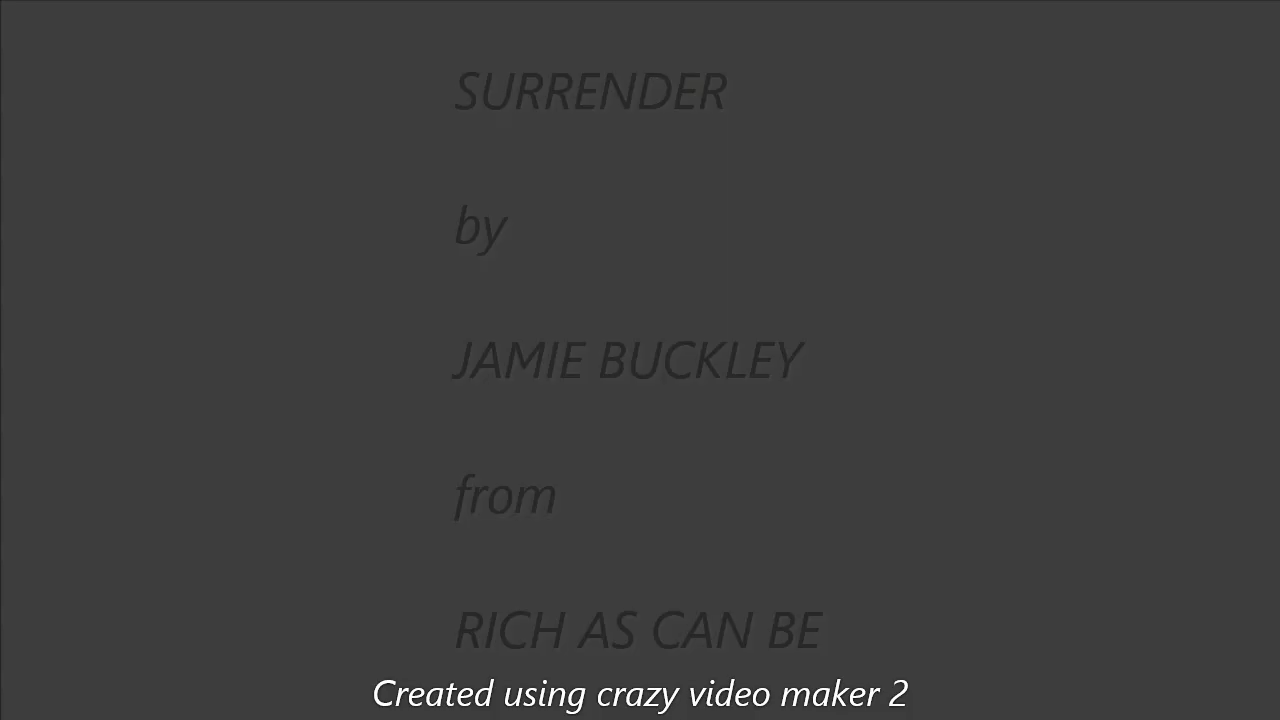 SURRENDER
by
JAMIE BUCKLEY
from
RICH AS CAN BE
Created using crazy video maker 2